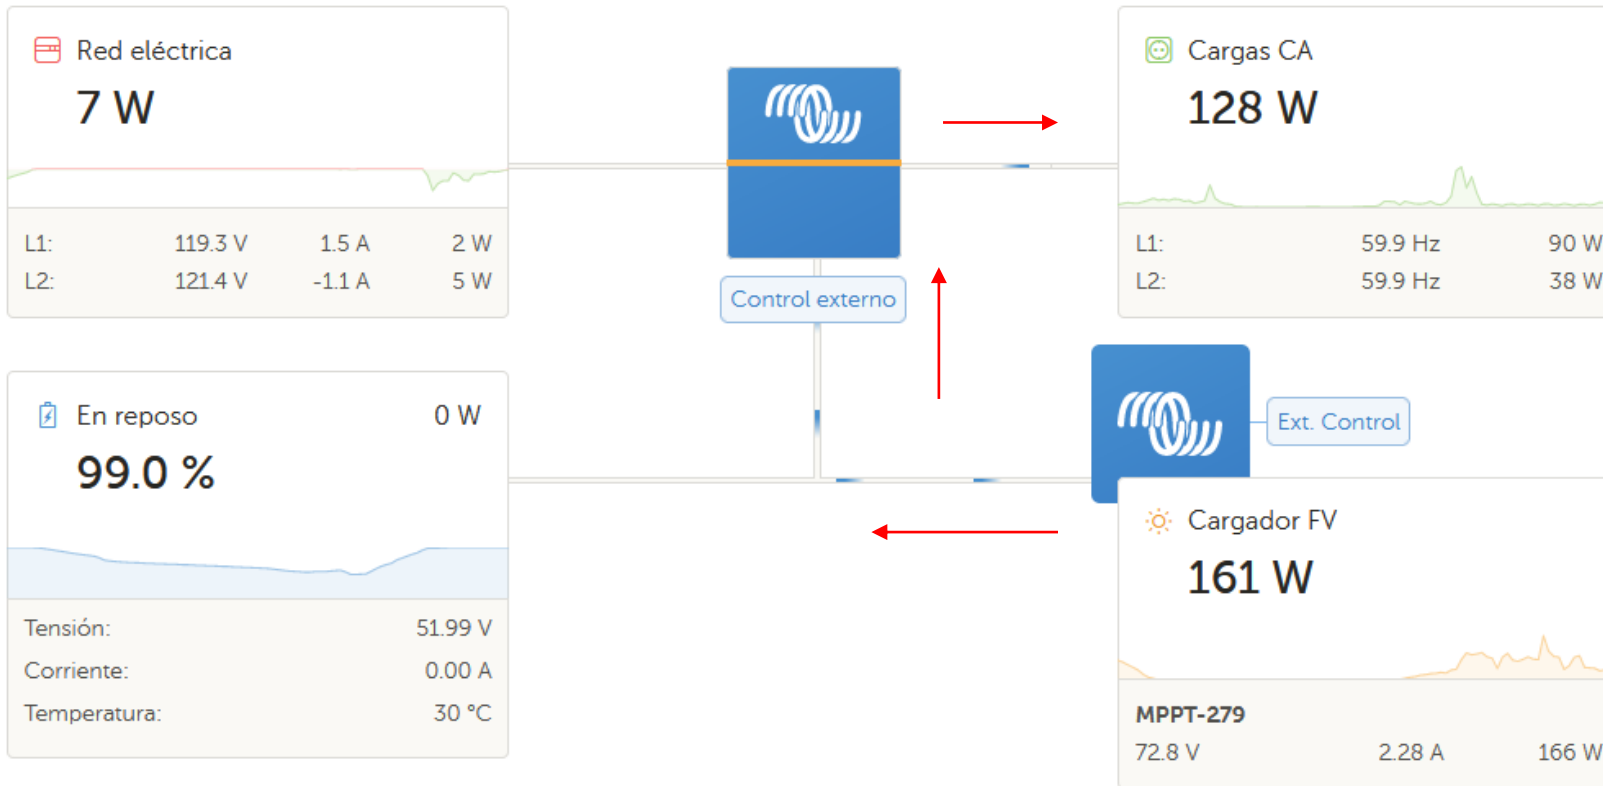 Red eléctrica
7 W
L1: 119.3 V 1.5 A 2 W
L2: 121.4 V -1.1 A 5 W
Control externo
Cargas CA
128 W
L1: 59.9 Hz 90 W
L2: 59.9 Hz 38 W
En reposo 0 W
99.0 %
Tensión: 51.99 V
Corriente: 0.00 A
Temperatura: 30 °C
Ext. Control
Cargador FV
161 W
MPPT-279
72.8 V 2.28 A 166 W